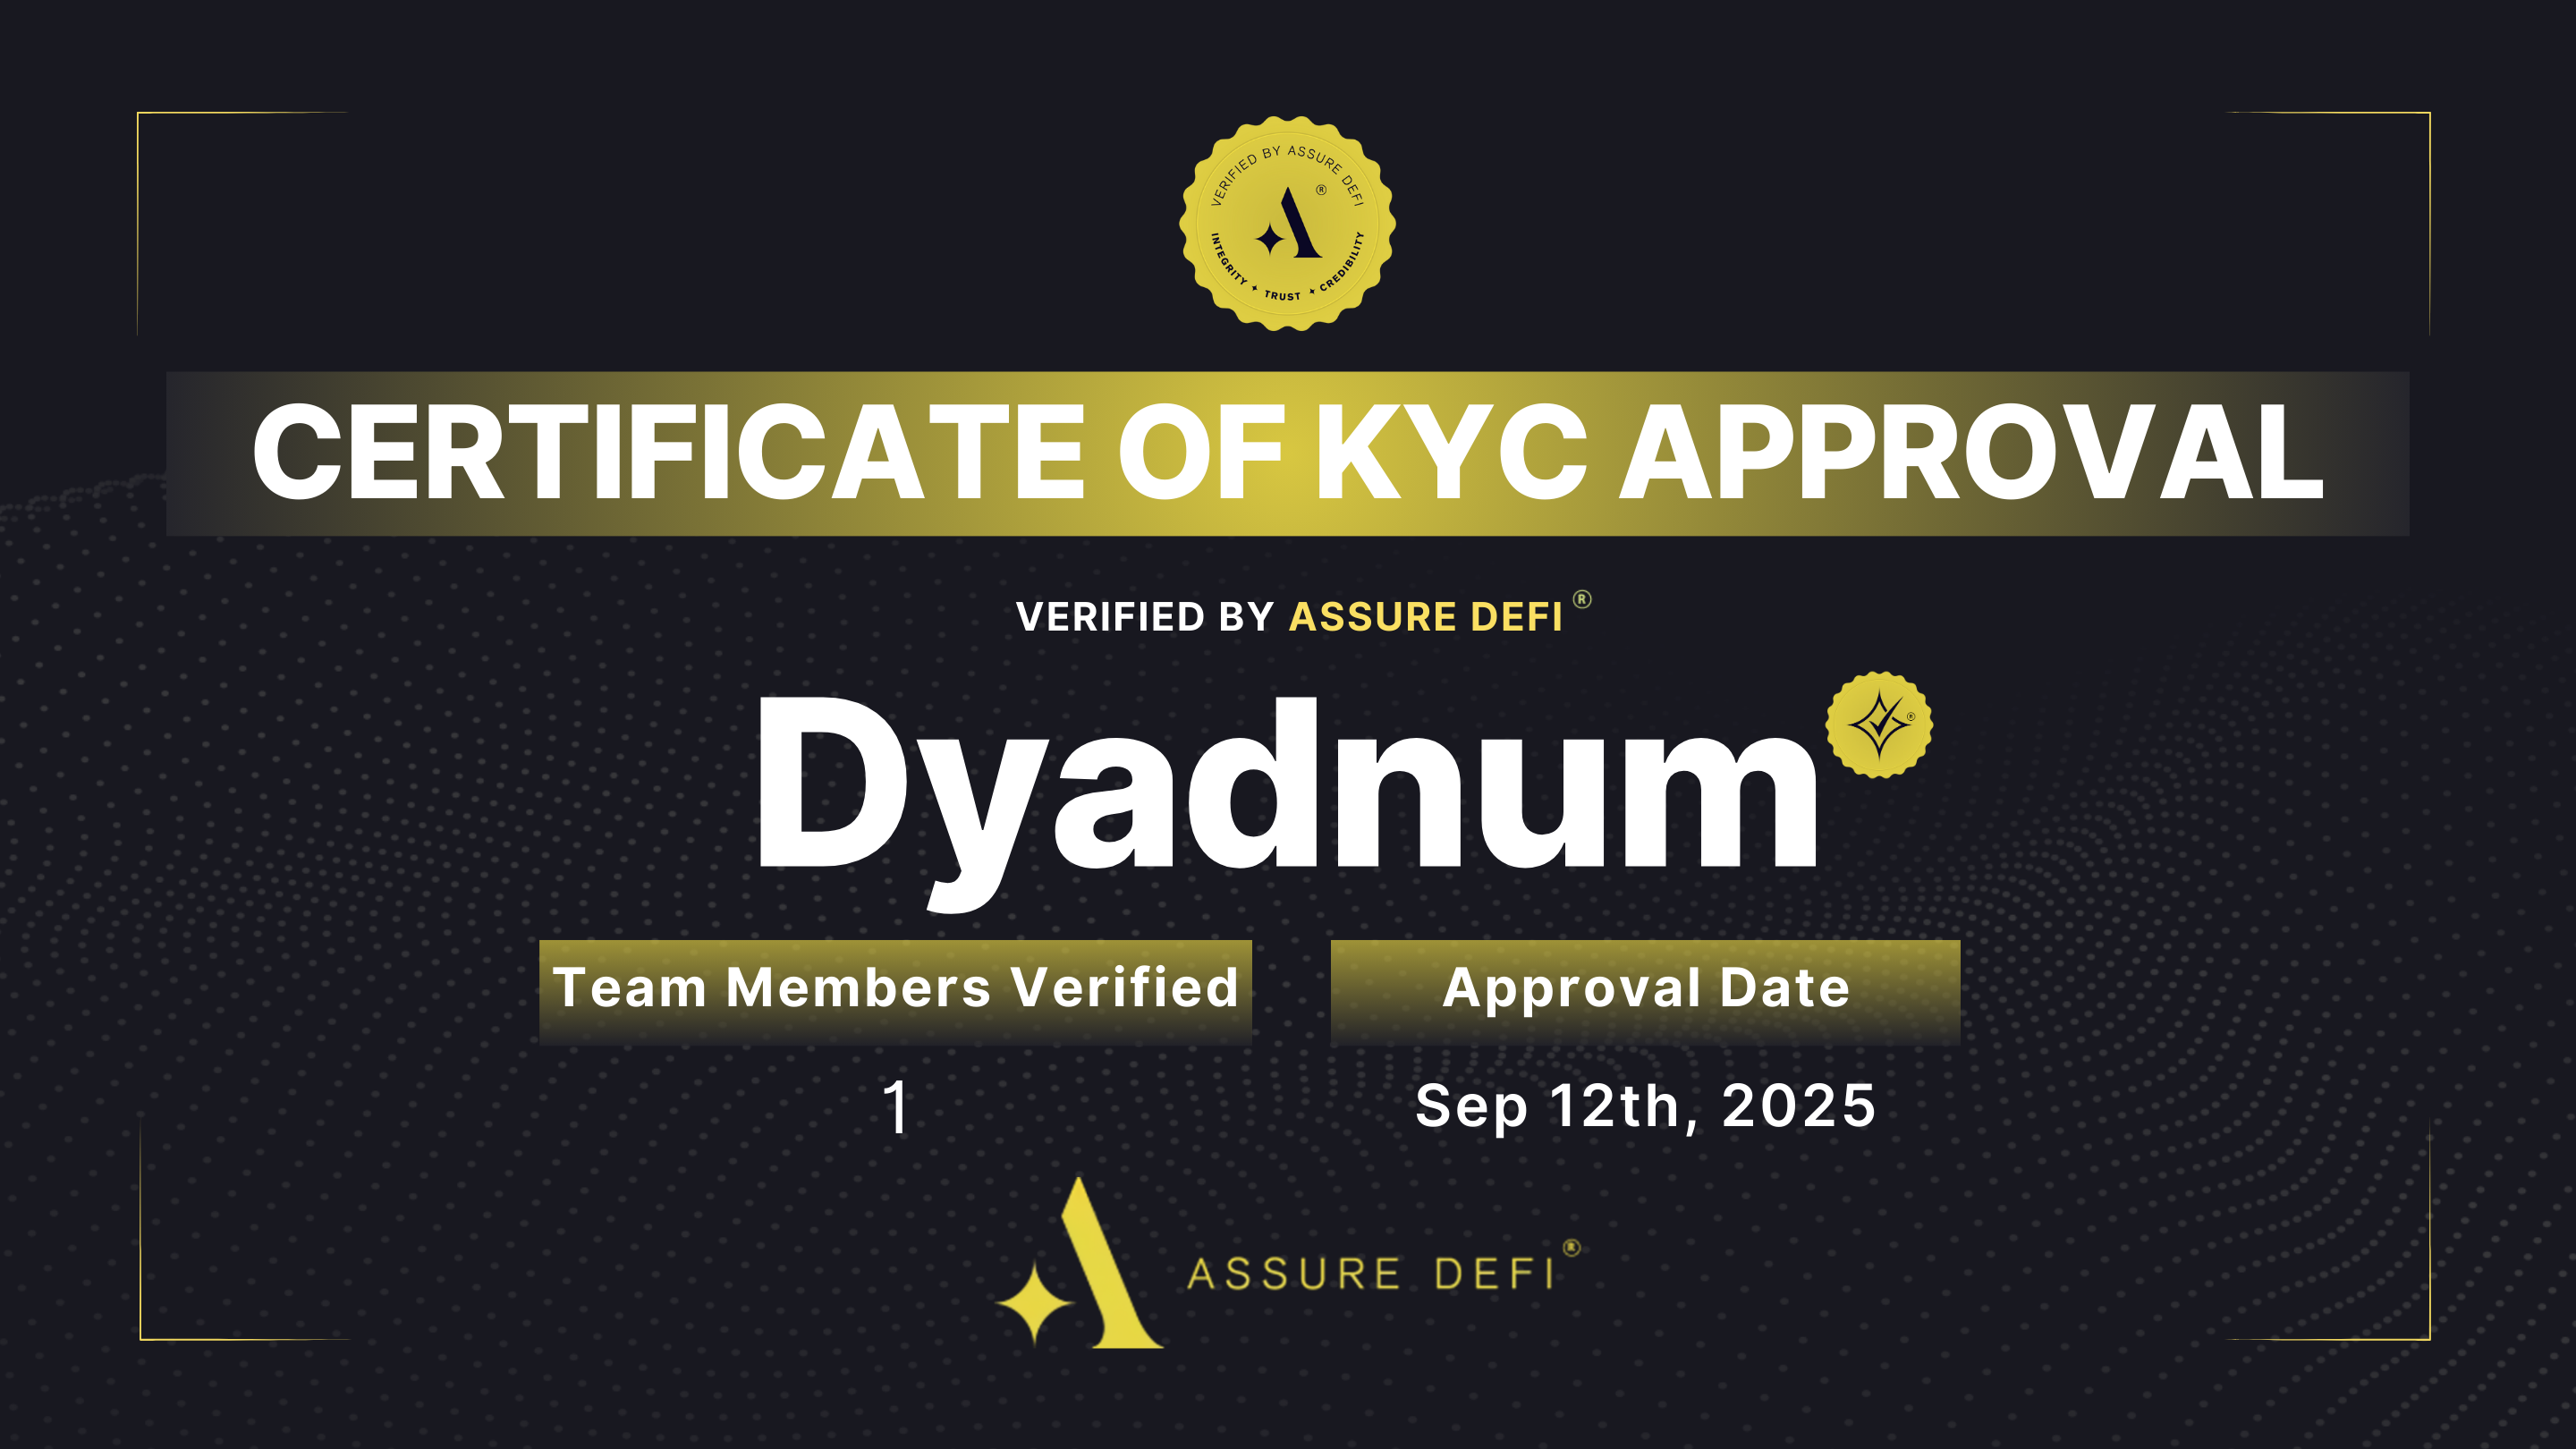 VERIFIED BY ASSURE DEFI
®
INTEGRITY ✦ TRUST ✦ CREDIBILITY
CERTIFICATE OF KYC APPROVAL
VERIFIED BY ASSURE DEFI®
Dyadnum
®
Team Members Verified
1
Approval Date
Sep 12th, 2025
ASSURE DEFI®